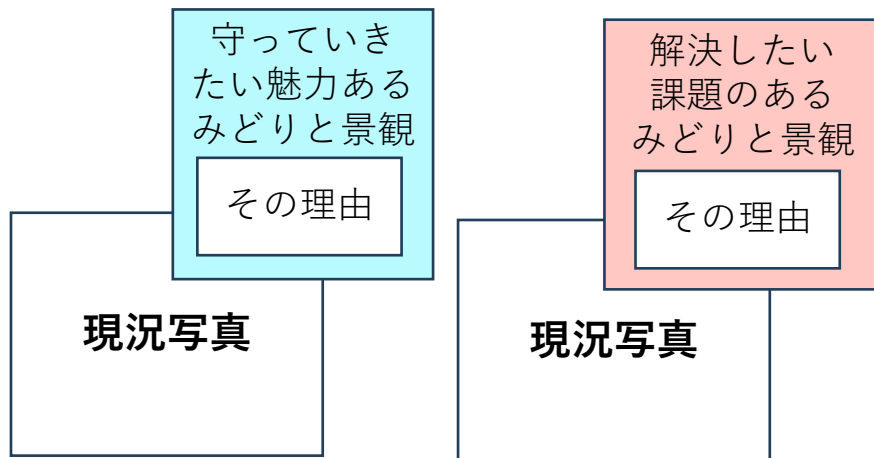 守っていき
たい魅力ある
みどりと景観
その理由
現況写真
解決したい
課題のある
みどりと景観
その理由
現況写真